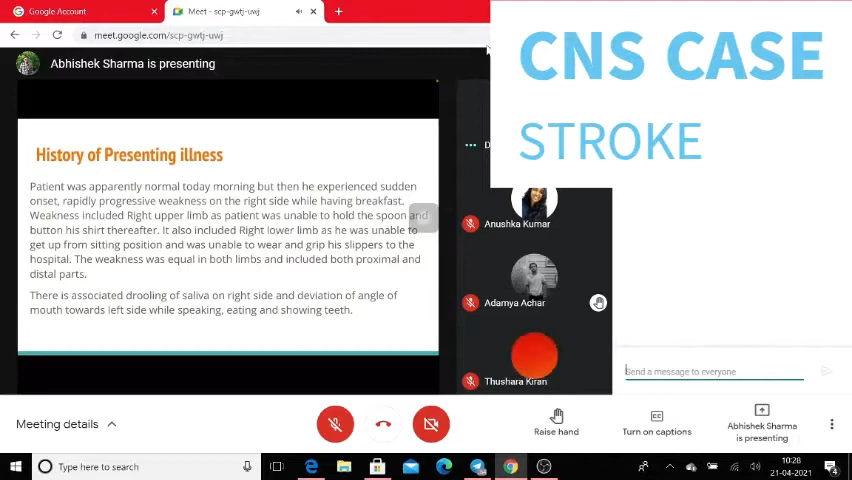 Google Account
Meet - scp-gwtj-uwj
meet.google.com/scp-gwtj-uwj
Abhishek Sharma is presenting
CNS CASE
STROKE
History of Presenting illness
Patient was apparently normal today morning but then he experienced sudden
onset, rapidly progressive weakness on the right side while having breakfast.
Weakness included Right upper limb as patient was unable to hold the spoon and
button his shirt thereafter. It also included Right lower limb as he was unable to
get up from sitting position and was unable to wear and grip his slippers to the
hospital. The weakness was equal in both limbs and included both proximal and
distal parts.
There is associated drooling of saliva on right side and deviation of angle of
mouth towards left side while speaking, eating and showing teeth.
D
Anushka Kumar
Adamya Achar
Thushara Kiran
Send a message to everyone
Meeting details
Raise hand
Turn on captions
Abhishek Sharma
is presenting
Type here to search
10:28
21-04-2021
4